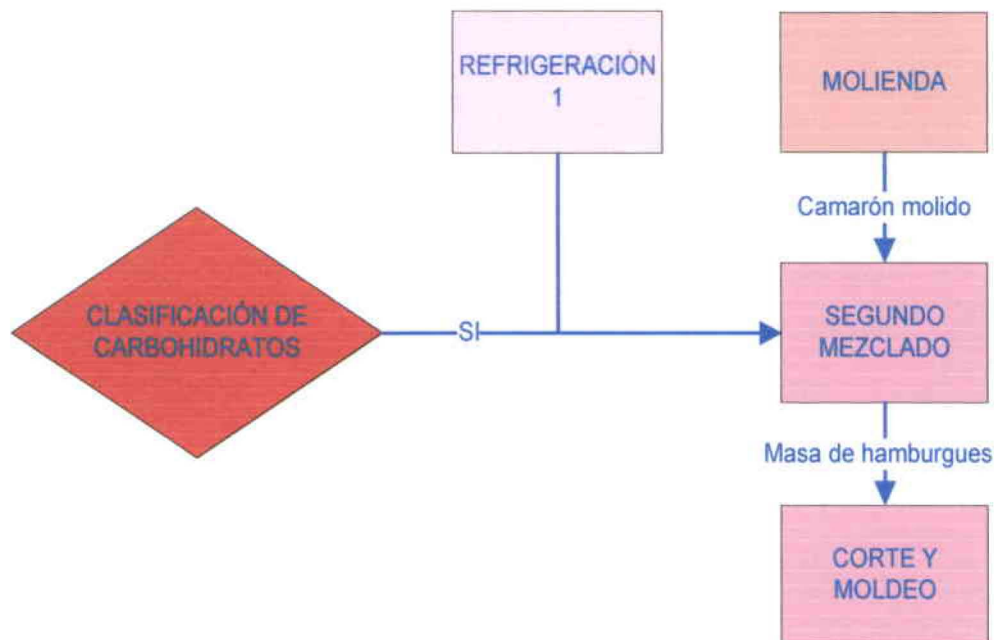 REFRIGERACIÓN
1
MOLIENDA
Camarón molido
CLASIFICACIÓN DE
CARBOHIDRATOS
SI
SEGUNDO
MEZCLADO
Masa de hamburgues
CORTE Y
MOLDEO